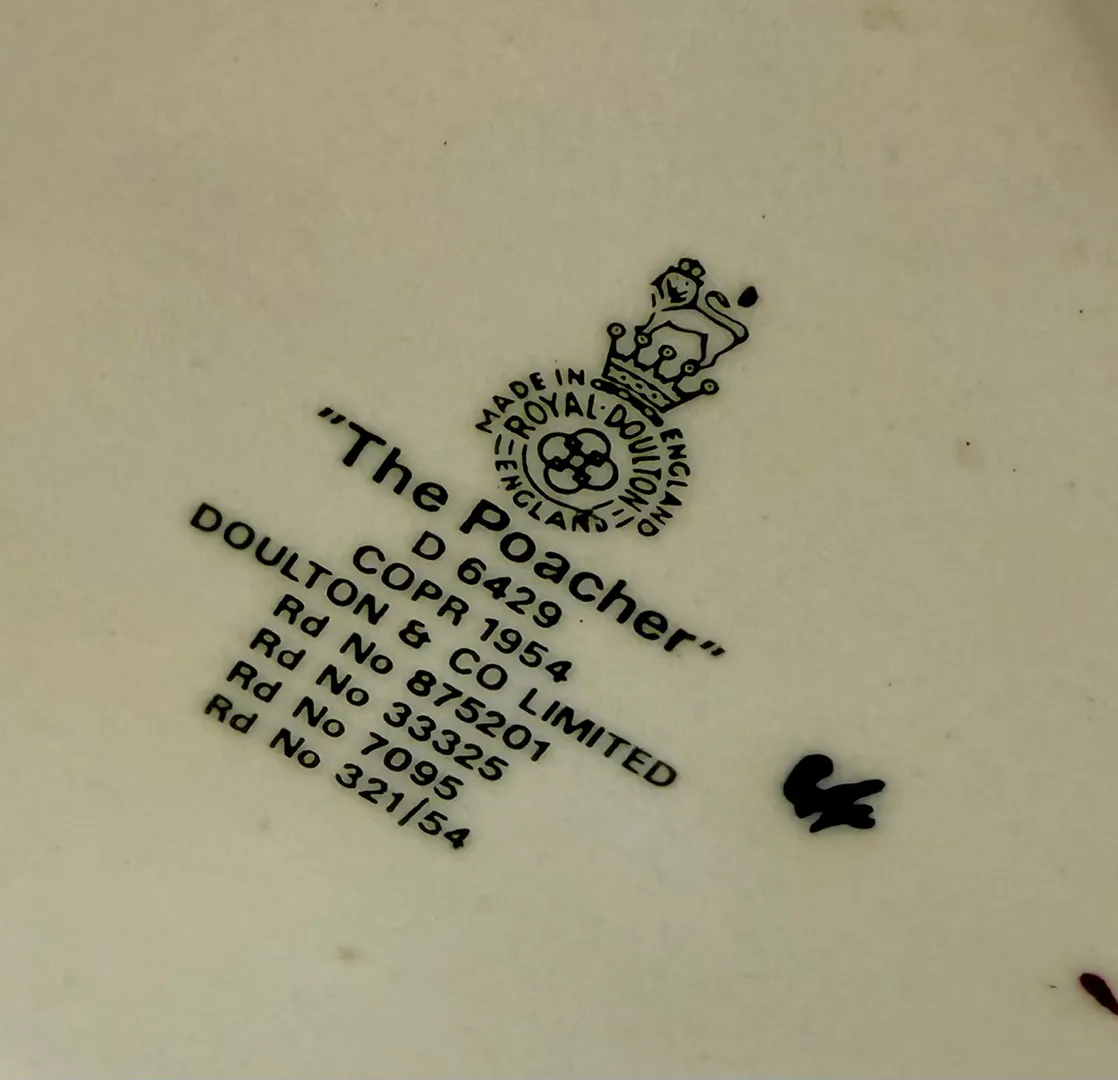 MADE IN ENGLAND
ROYAL·DOULTON
ENGLAND
"The Poacher"
D 6429
COPR 1954
DOULTON & CO LIMITED
Rd No 875201
Rd No 33325
Rd No 7095
Rd No 321/54